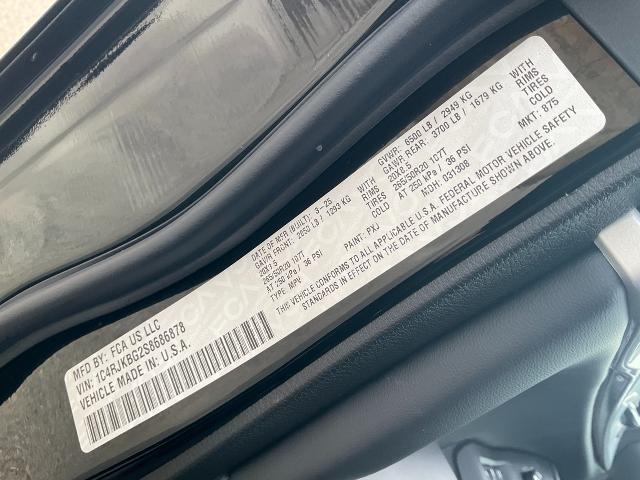 MFD BY: FCA US LLC
VIN: 1C4RJKBG2S8686878
VEHICLE MADE IN U.S.A.
DATE OF MFR (BUILT): 3-25
GVWR: 6500 LB / 2949 KG
GAWR FRONT: 2850 LB / 1293 KG WITH
20X8.5 RIMS
265/50R20 107T TIRES
AT 250 kPa / 36 PSI COLD
GAWR REAR: 3700 LB / 1679 KG WITH
20X8.5 RIMS
265/50R20 107T TIRES
AT 250 kPa / 36 PSI COLD
TYPE: MPV PAINT: PXJ MDH: 031308 MKT: B75
THIS VEHICLE CONFORMS TO ALL APPLICABLE U.S.A. FEDERAL MOTOR VEHICLE SAFETY
STANDARDS IN EFFECT ON THE DATE OF MANUFACTURE SHOWN ABOVE.